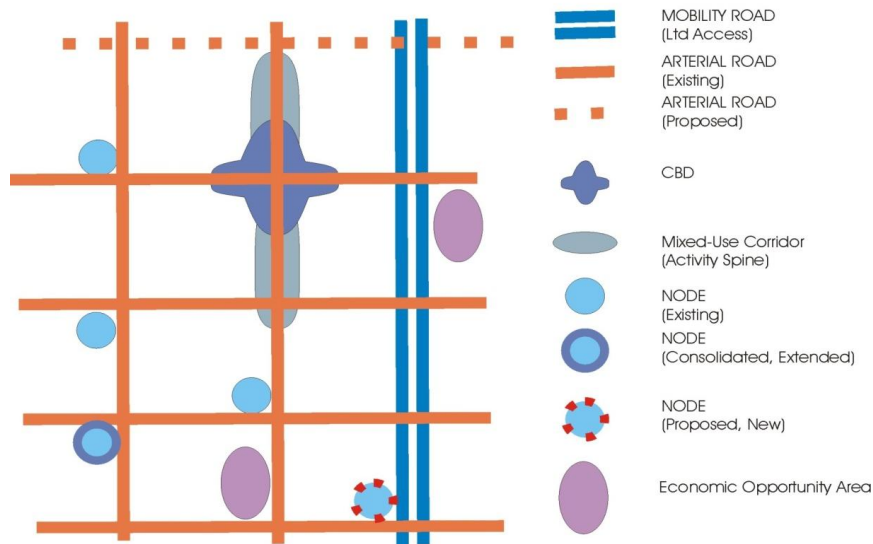 MOBILITY ROAD
(Ltd Access)
ARTERIAL ROAD
(Existing)
ARTERIAL ROAD
(Proposed)
CBD
Mixed-Use Corridor
(Activity Spine)
NODE
(Existing)
NODE
(Consolidated, Extended)
NODE
(Proposed, New)
Economic Opportunity Area